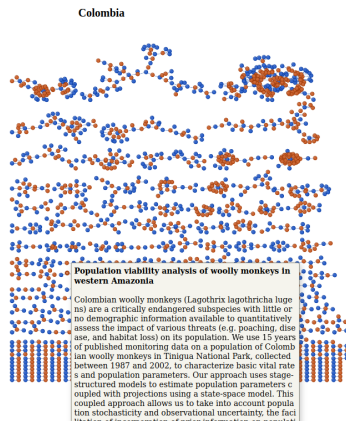 Colombia
Population viability analysis of woolly monkeys in
western Amazonia
Colombian woolly monkeys (Lagothrix lagothricha luge
ns) are a critically endangered subspecies with little or
no demographic information available to quantitatively
assess the impact of various threats (e.g. poaching, dise
ase, and habitat loss) on its population. We use 15 years
of published monitoring data on a population of Colomb
ian woolly monkeys in Tinigua National Park, collected
between 1987 and 2002, to characterize basic vital rate
s and population parameters. Our approach uses stage-
structured models to estimate population parameters c
oupled with projections using a state-space model. This
coupled approach allows us to take into account popula
tion stochasticity and observational uncertainty, the faci